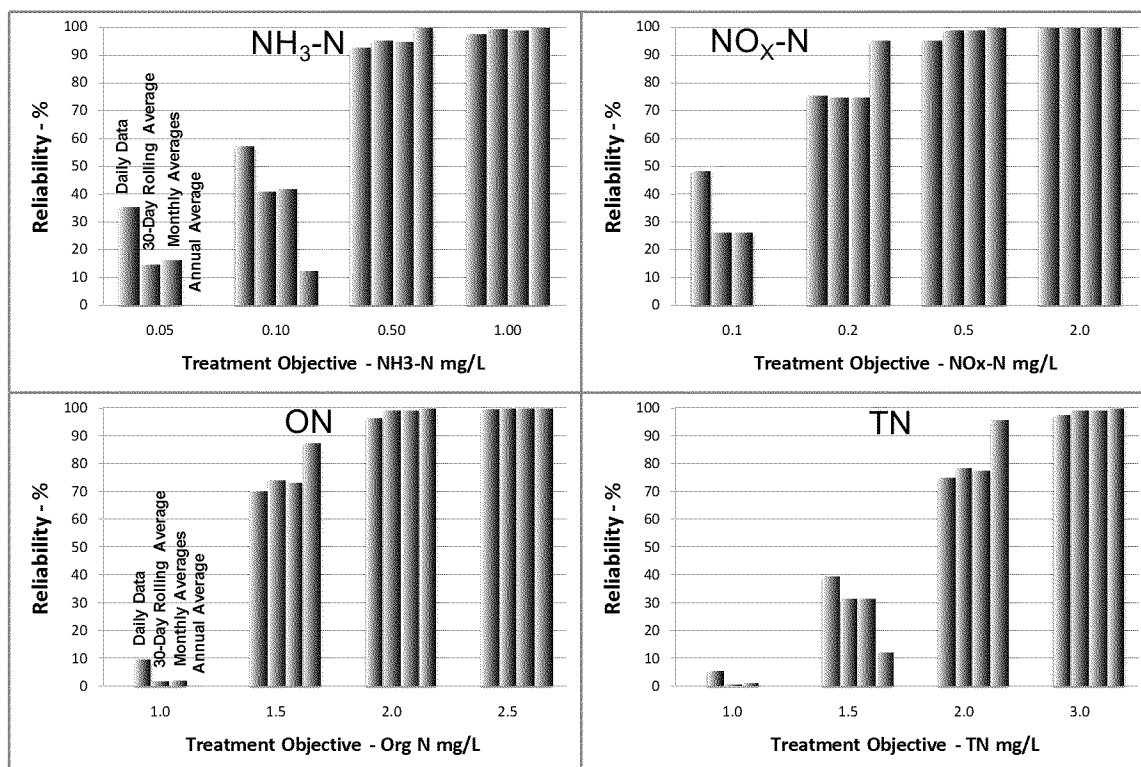 NH3-N
Reliability - %
100
90
80
70
60
50
40
30
20
10
0
Daily Data
30-Day Rolling Average
Monthly Averages
Annual Average
0.05 0.10 0.50 1.00
Treatment Objective - NH3-N mg/L
NOX-N
Reliability - %
100
90
80
70
60
50
40
30
20
10
0
0.1 0.2 0.5 2.0
Treatment Objective - NOx-N mg/L
ON
Reliability - %
100
90
80
70
60
50
40
30
20
10
0
Daily Data
30-Day Rolling Average
Monthly Averages
Annual Average
1.0 1.5 2.0 2.5
Treatment Objective - Org N mg/L
TN
Reliability - %
100
90
80
70
60
50
40
30
20
10
0
1.0 1.5 2.0 3.0
Treatment Objective - TN mg/L